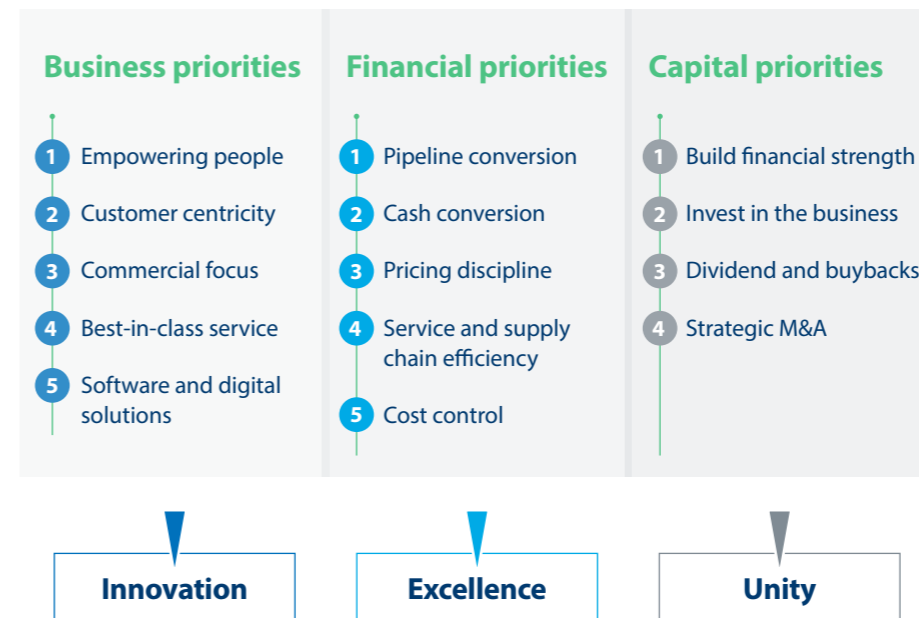 Business priorities
1 Empowering people
2 Customer centricity
3 Commercial focus
4 Best-in-class service
5 Software and digital
solutions
Financial priorities
1 Pipeline conversion
2 Cash conversion
3 Pricing discipline
4 Service and supply
chain efficiency
5 Cost control
Capital priorities
1 Build financial strength
2 Invest in the business
3 Dividend and buybacks
4 Strategic M&A
Innovation
Excellence
Unity